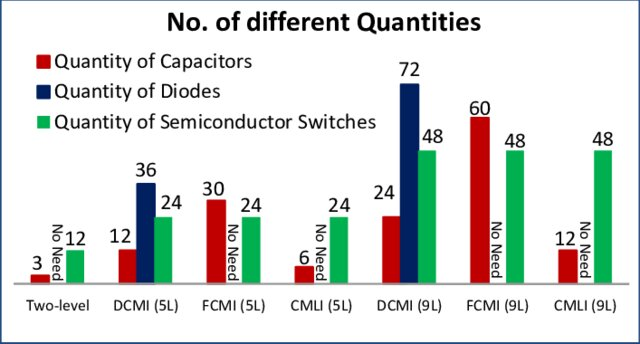 No. of different Quantities
Quantity of Capacitors
Quantity of Diodes
Quantity of Semiconductor Switches
3
No Need
12
12
36
24
30
No Need
24
6
No Need
24
24
72
48
60
No Need
48
12
No Need
48
Two-level
DCMI (5L)
FCMI (5L)
CMLI (5L)
DCMI (9L)
FCMI (9L)
CMLI (9L)